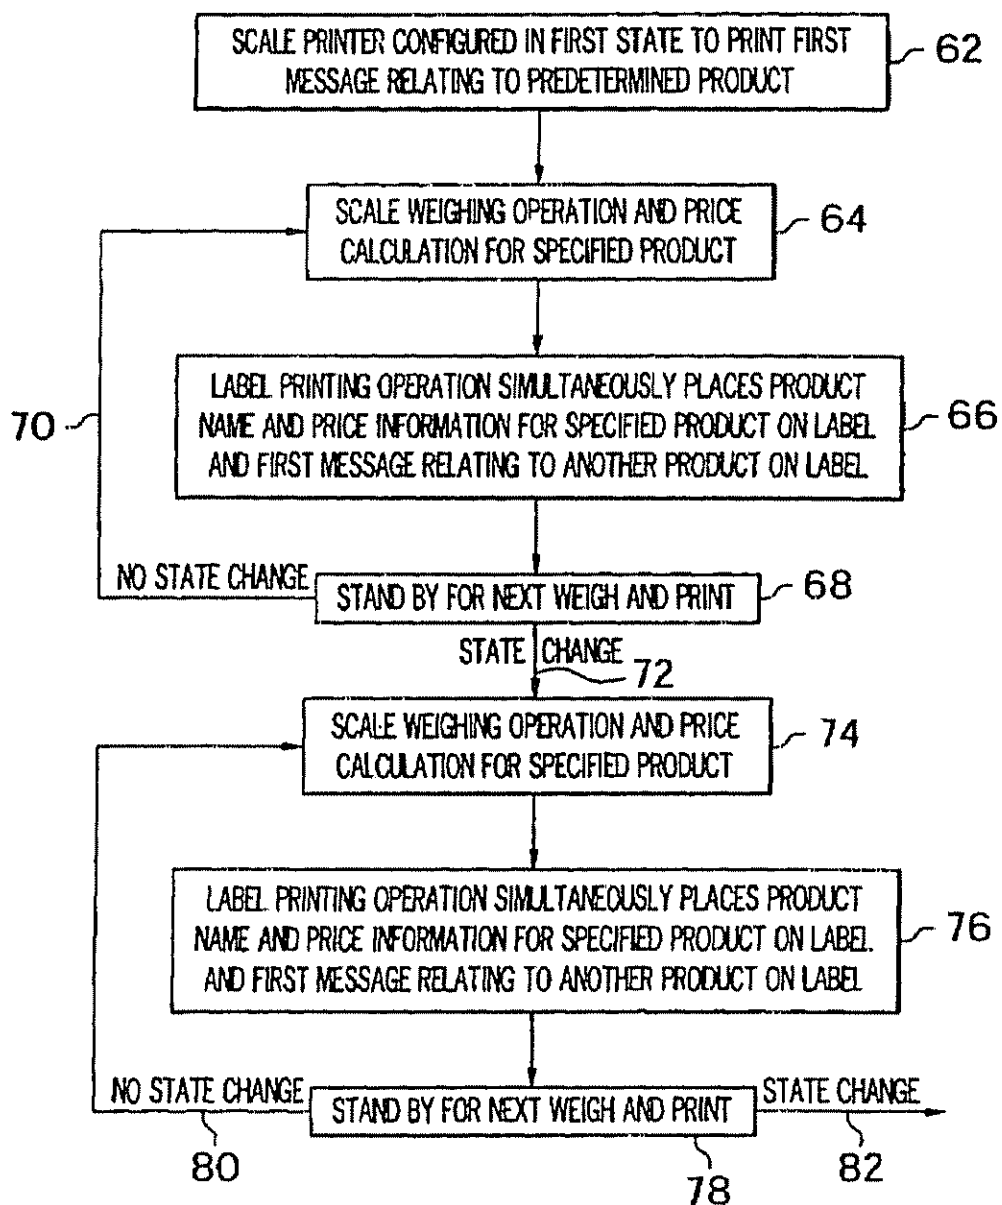 SCALE PRINTER CONFIGURED IN FIRST STATE TO PRINT FIRST
MESSAGE RELATING TO PREDETERMINED PRODUCT
62
SCALE WEIGHING OPERATION AND PRICE
CALCULATION FOR SPECIFIED PRODUCT
64
LABEL PRINTING OPERATION SIMULTANEOUSLY PLACES PRODUCT
NAME AND PRICE INFORMATION FOR SPECIFIED PRODUCT ON LABEL
AND FIRST MESSAGE RELATING TO ANOTHER PRODUCT ON LABEL
66
70
NO STATE CHANGE
STAND BY FOR NEXT WEIGH AND PRINT
68
STATE CHANGE
72
SCALE WEIGHING OPERATION AND PRICE
CALCULATION FOR SPECIFIED PRODUCT
74
LABEL PRINTING OPERATION SIMULTANEOUSLY PLACES PRODUCT
NAME AND PRICE INFORMATION FOR SPECIFIED PRODUCT ON LABEL
AND FIRST MESSAGE RELATING TO ANOTHER PRODUCT ON LABEL
76
NO STATE CHANGE
STAND BY FOR NEXT WEIGH AND PRINT
STATE CHANGE
80
78
82